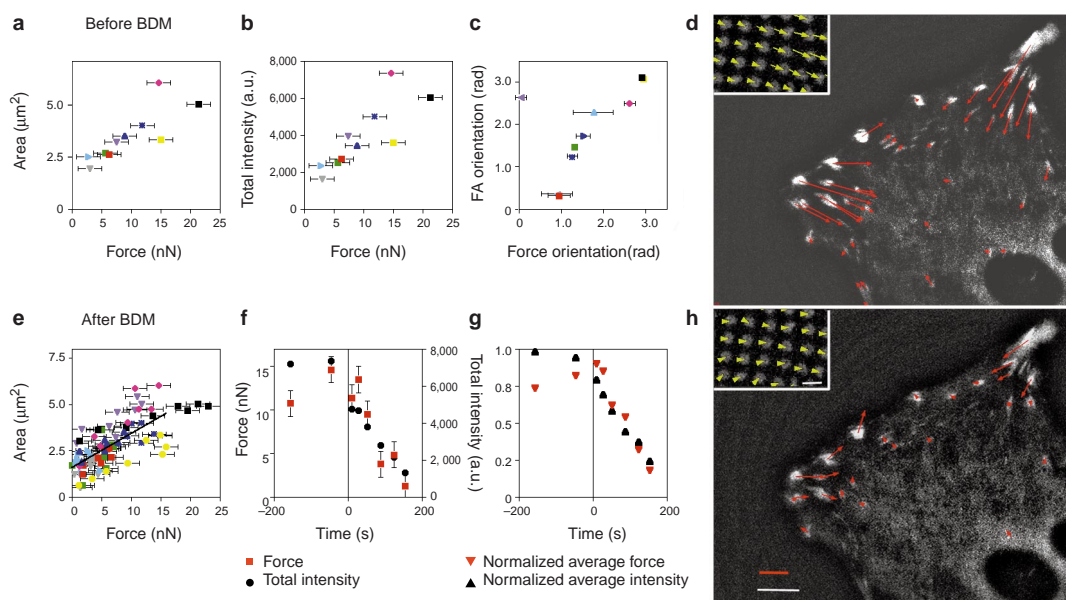 a
Before BDM
Area (μm²)
5.0
2.5
0
0 5 10 15 20 25
Force (nN)
b
Total intensity (a.u.)
8,000
6,000
4,000
2,000
0
0 5 10 15 20 25
Force (nN)
c
FA orientation (rad)
3.0
2.0
1.0
0
0 1.0 2.0 3.0
Force orientation(rad)
d
e
After BDM
Area (μm²)
7.5
5.0
2.5
0
0 5 10 15 20 25
Force (nN)
f
Force (nN)
15
10
5
0
8,000
6,000
4,000
2,000
0
Total intensity (a.u.)
–200 0 200
Time (s)
Force
Total intensity
g
1.0
0.8
0.5
0.2
0
–200 0 200
Time (s)
Normalized average force
Normalized average intensity
h